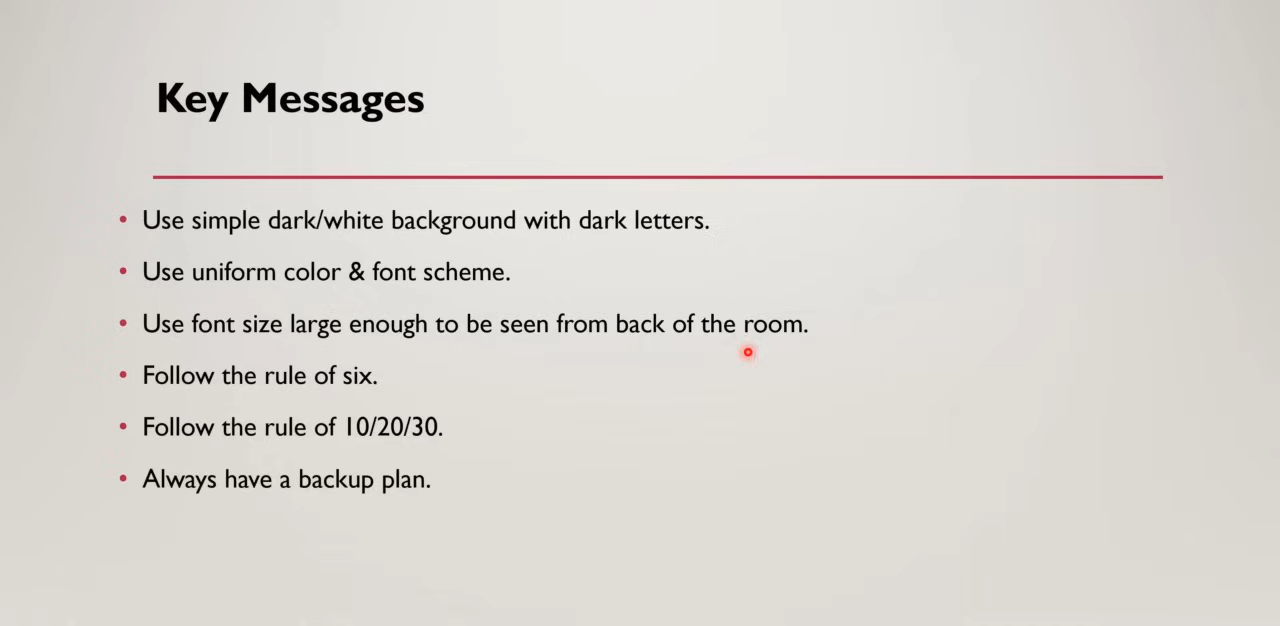 Key Messages
• Use simple dark/white background with dark letters.
• Use uniform color & font scheme.
• Use font size large enough to be seen from back of the room.
• Follow the rule of six.
• Follow the rule of 10/20/30.
• Always have a backup plan.